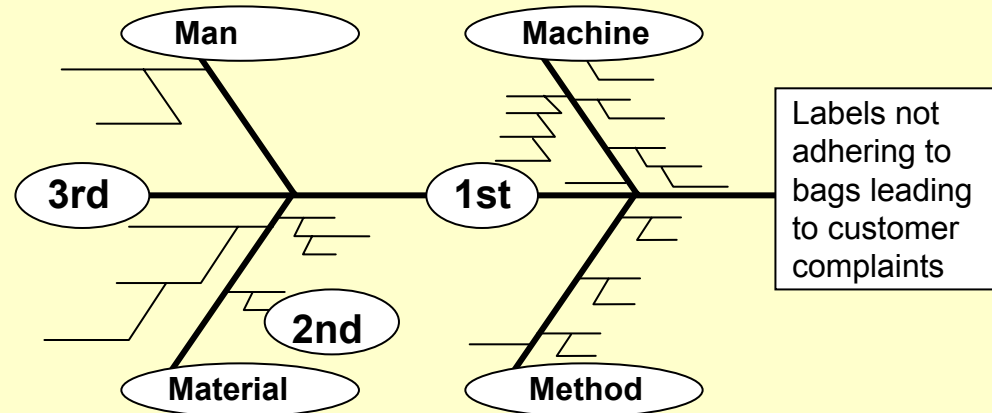 Man
Machine
Labels not
adhering to
bags leading
to customer
complaints
3rd
1st
2nd
Material
Method